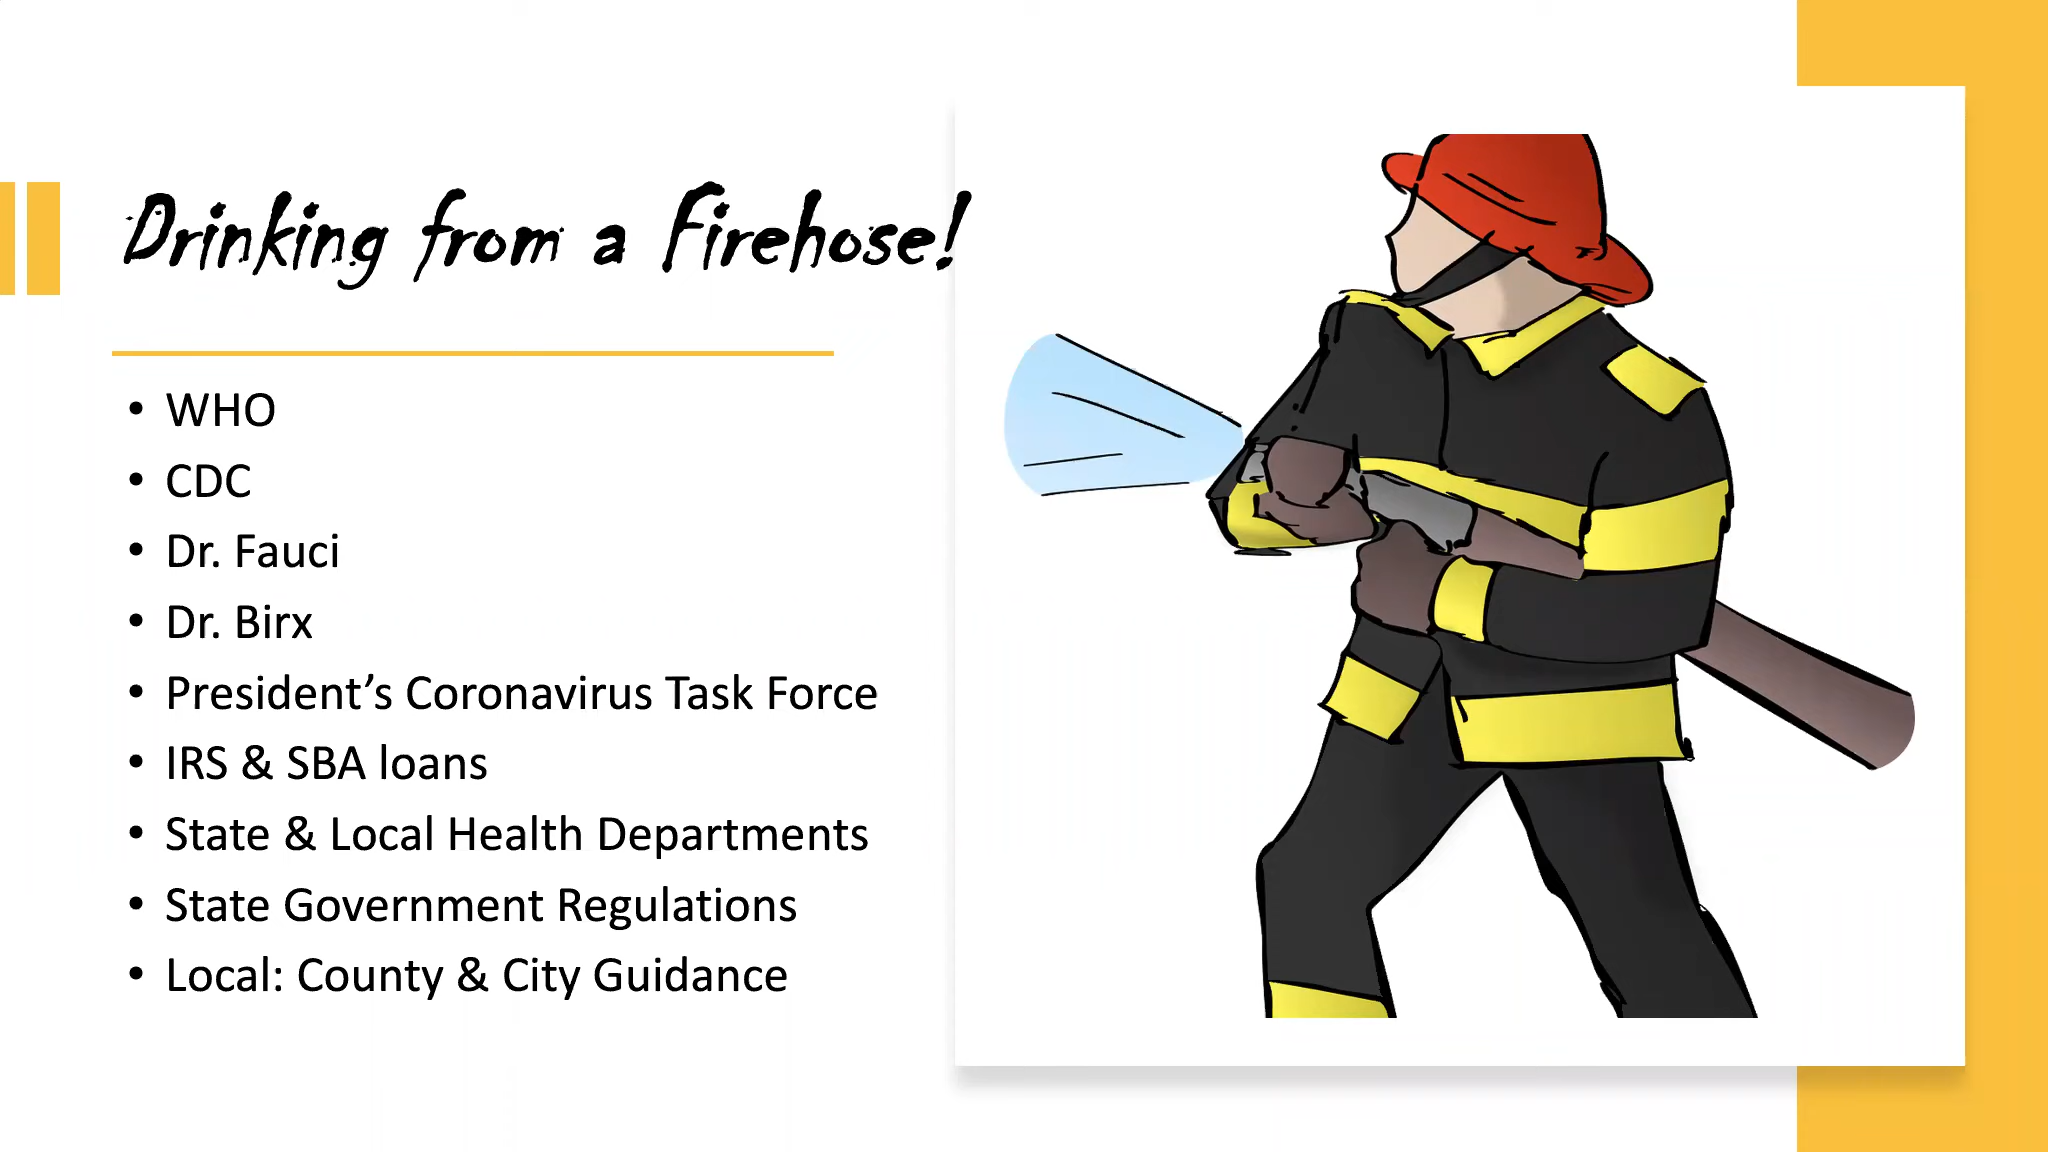 Drinking from a Firehose!
• WHO
• CDC
• Dr. Fauci
• Dr. Birx
• President’s Coronavirus Task Force
• IRS & SBA loans
• State & Local Health Departments
• State Government Regulations
• Local: County & City Guidance